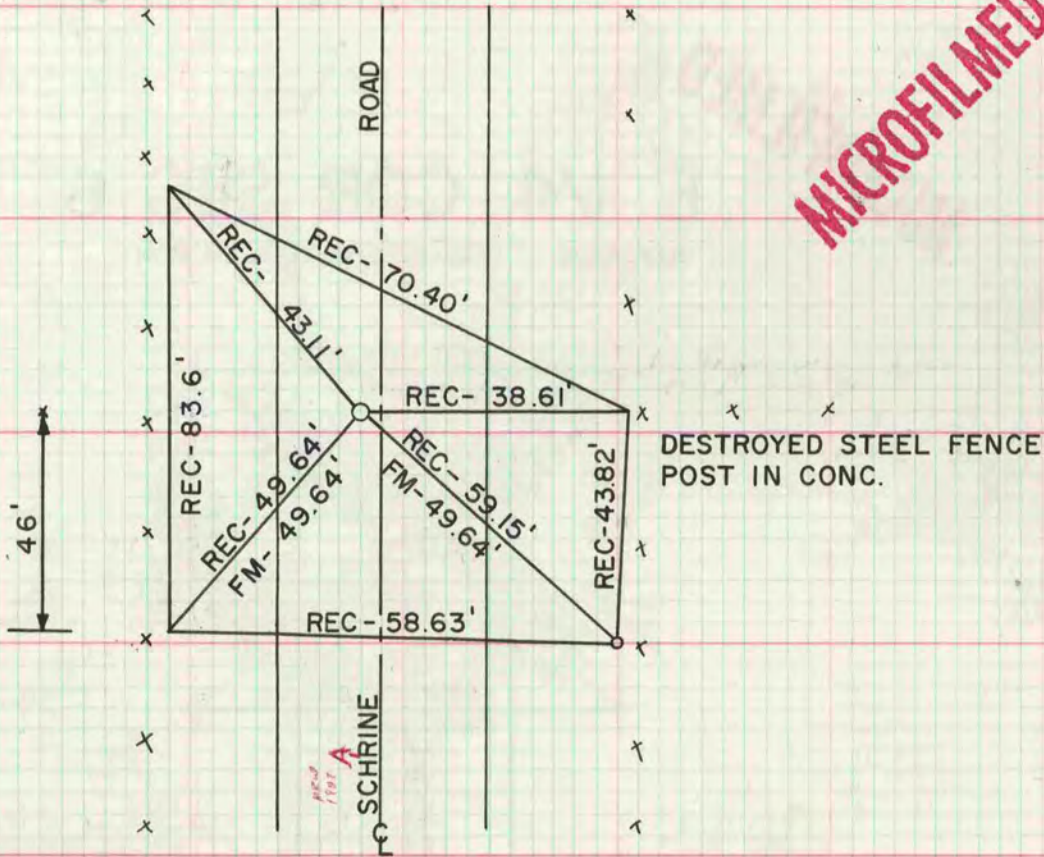 MICROFILMED
ROAD
REC- 70.40'
REC- 43.11'
REC- 38.61'
REC-83.6'
REC- 49.64'
FM- 49.64'
REC- 59.15'
FM-49.64'
REC-43.82'
DESTROYED STEEL FENCE
POST IN CONC.
46'
REC-58.63'
SCHRINE
A
1987
℄